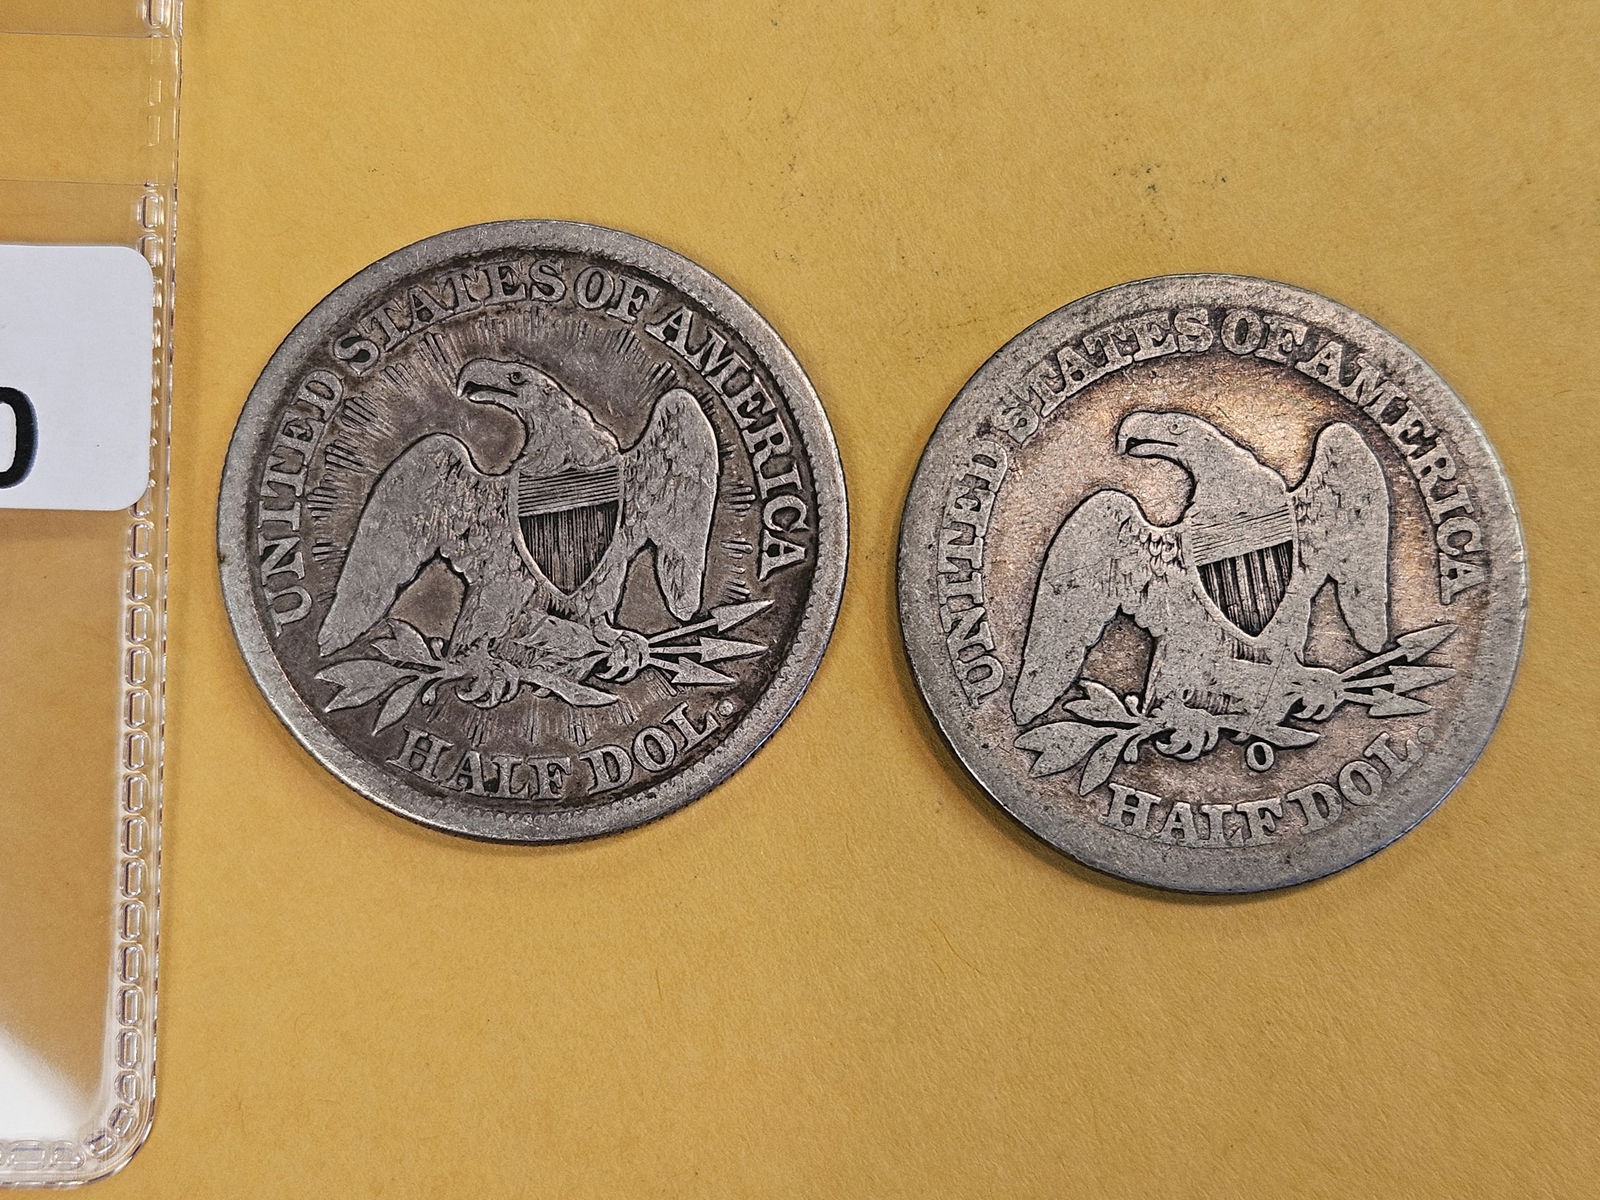 UNITED STATES OF AMERICA
HALF DOL.
UNITED STATES OF AMERICA
O
HALF DOL.